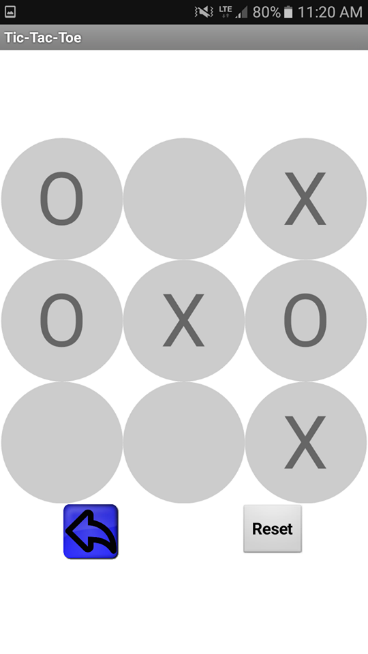 LTE 80% 11:20 AM
Tic-Tac-Toe
O X
O X O
X
Reset